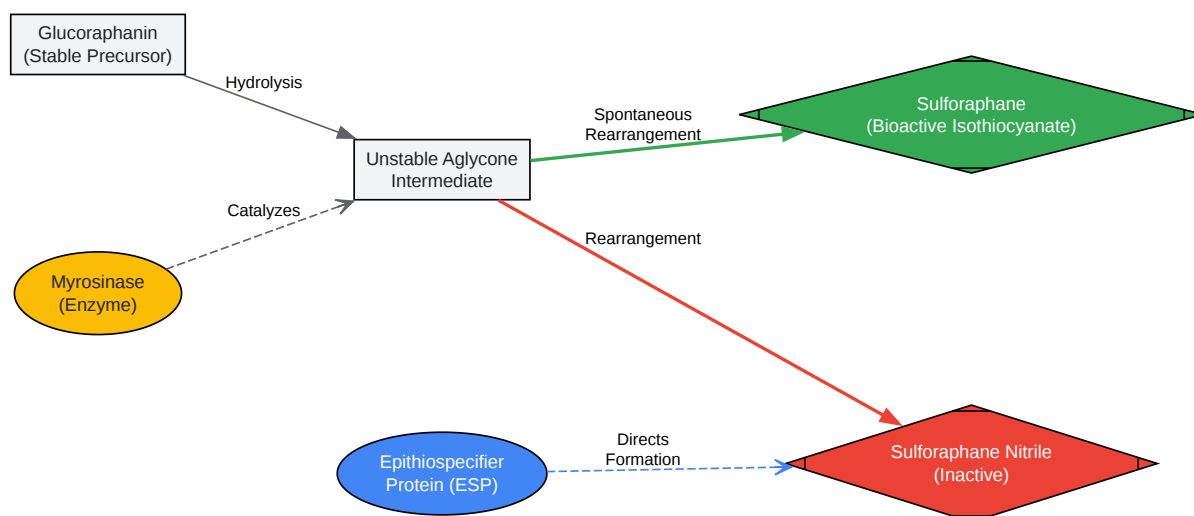 Glucoraphanin
(Stable Precursor)
Hydrolysis
Unstable Aglycone
Intermediate
Catalyzes
Myrosinase
(Enzyme)
Spontaneous
Rearrangement
Sulforaphane
(Bioactive Isothiocyanate)
Rearrangement
Epithiospecifier
Protein (ESP)
Directs
Formation
Sulforaphane Nitrile
(Inactive)